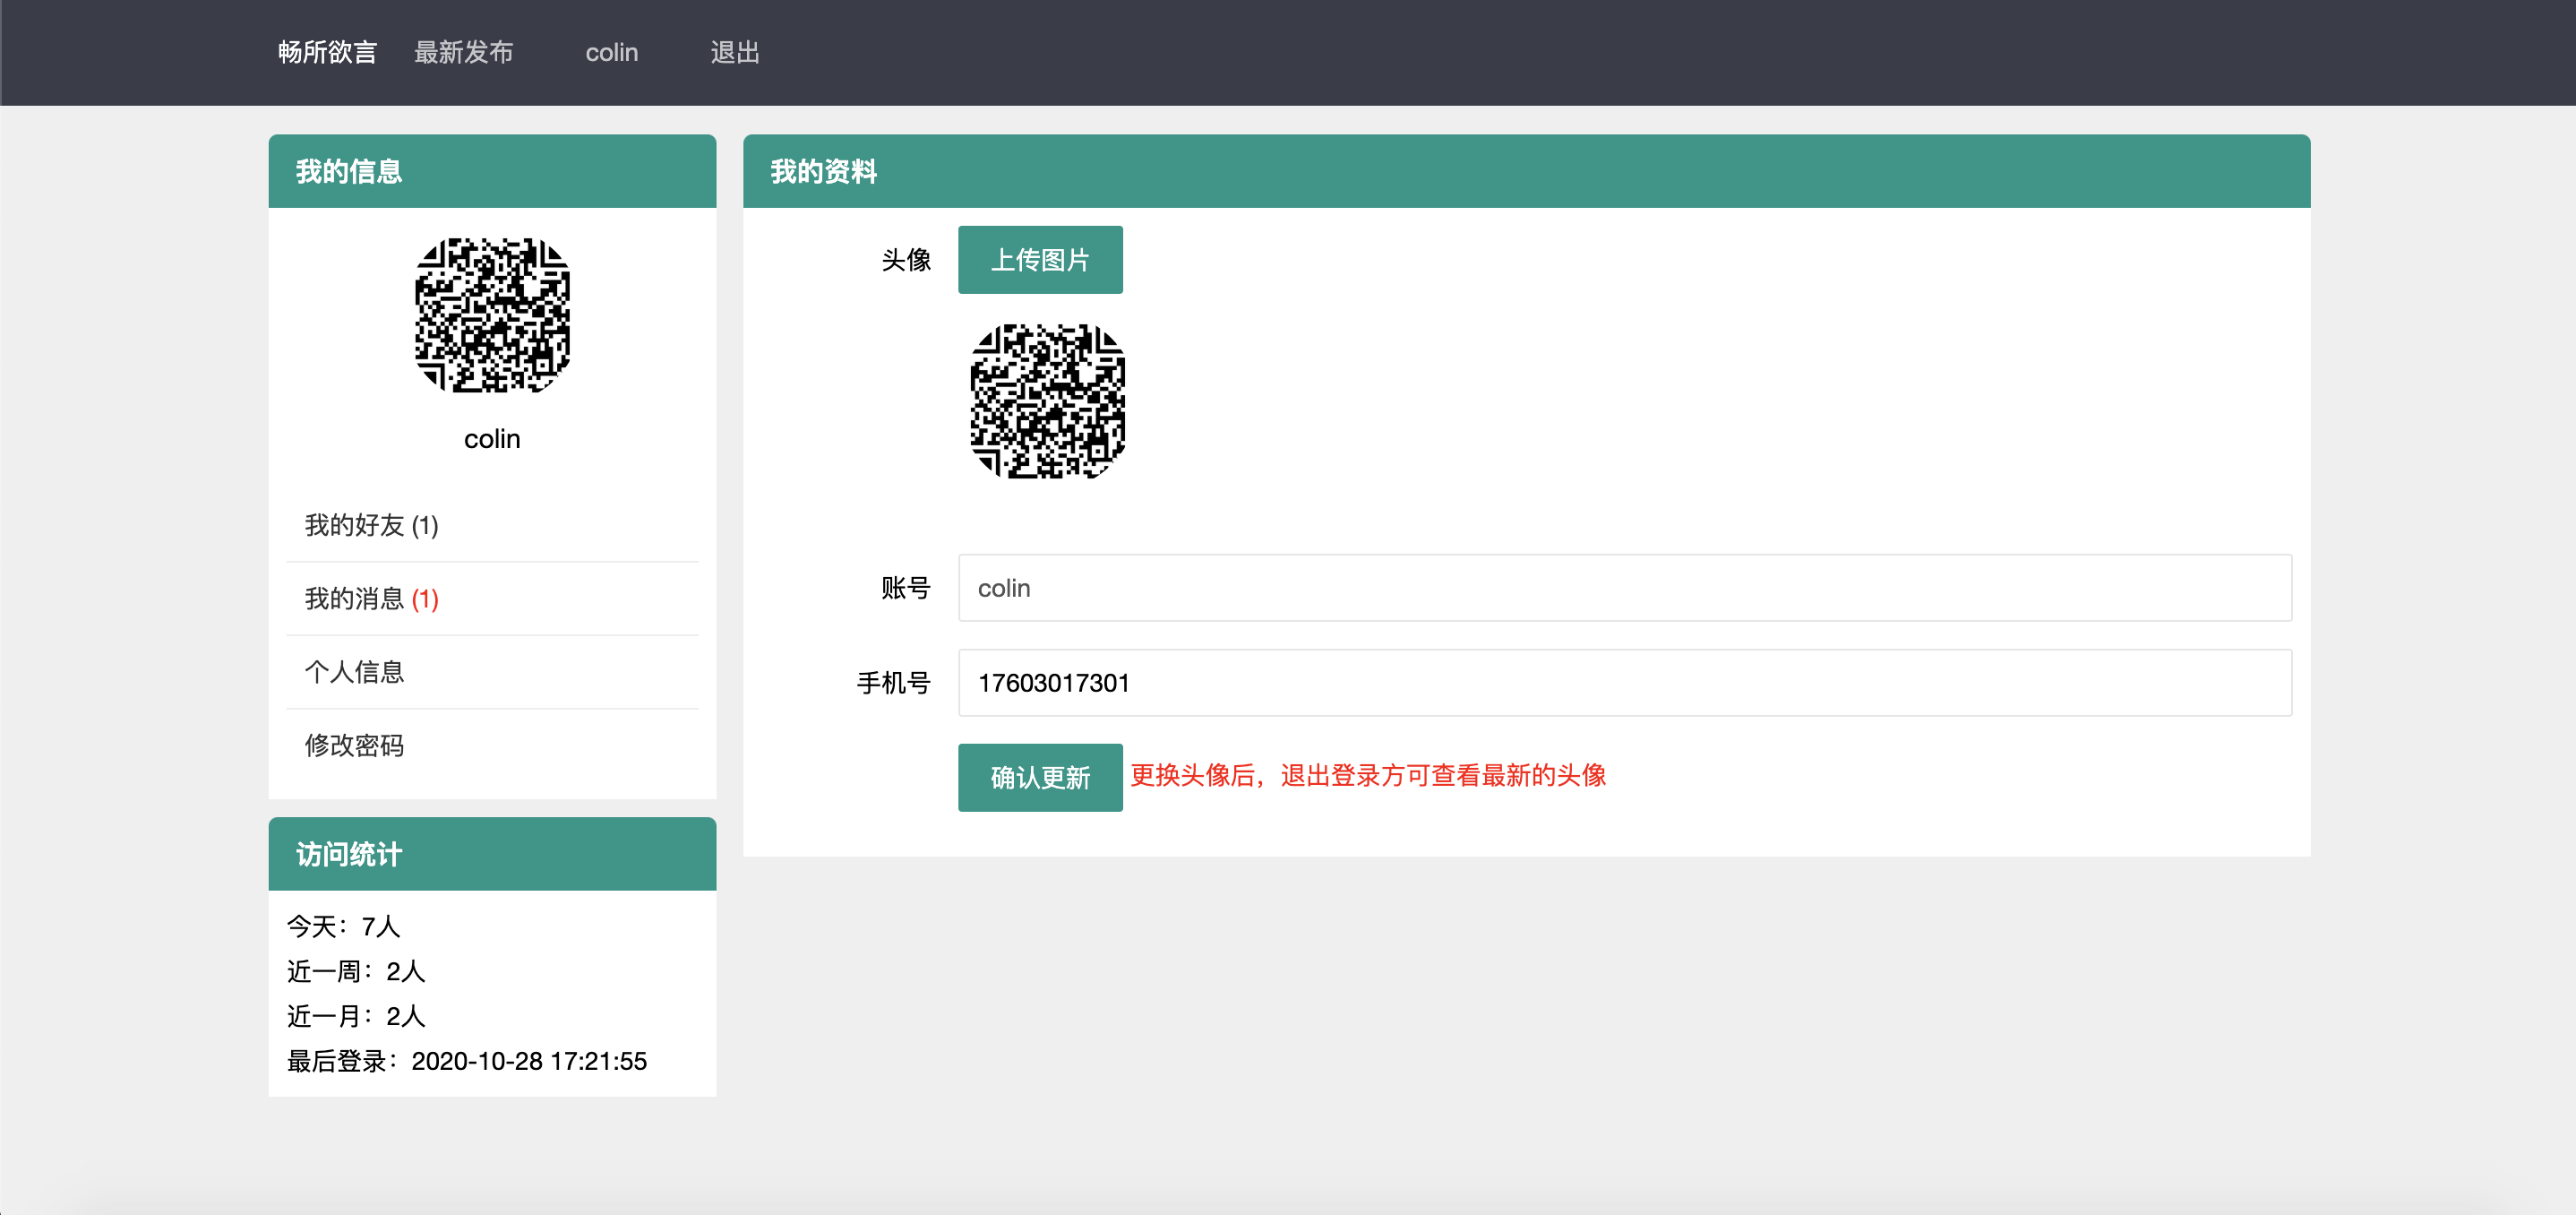 畅所欲言 最新发布 colin 退出
我的信息
colin
我的好友 (1)
我的消息 (1)
个人信息
修改密码
访问统计
今天：7人
近一周：2人
近一月：2人
最后登录：2020-10-28 17:21:55
我的资料
头像 上传图片
账号 colin
手机号 17603017301
确认更新 更换头像后，退出登录方可查看最新的头像